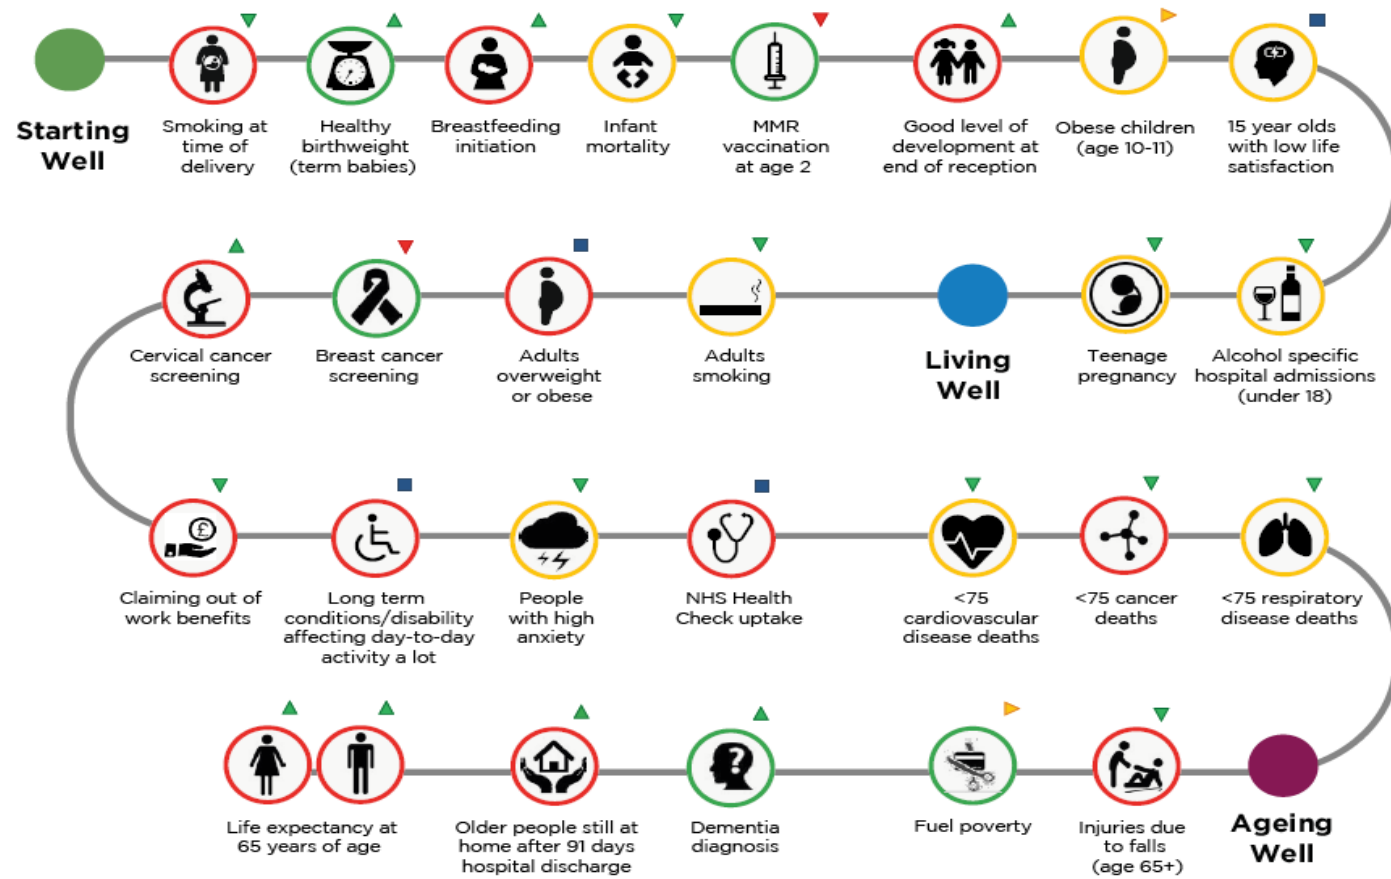 Starting
Well
Smoking at
time of
delivery
Healthy
birthweight
(term babies)
Breastfeeding
initiation
Infant
mortality
MMR
vaccination
at age 2
Good level of
development at
end of reception
Obese children
(age 10-11)
15 year olds
with low life
satisfaction
Cervical cancer
screening
Breast cancer
screening
Adults
overweight
or obese
Adults
smoking
Living
Well
Teenage
pregnancy
Alcohol specific
hospital admissions
(under 18)
£
Claiming out of
work benefits
Long term
conditions/disability
affecting day-to-day
activity a lot
People
with high
anxiety
NHS Health
Check uptake
<75
cardiovascular
disease deaths
<75 cancer
deaths
<75 respiratory
disease deaths
Life expectancy at
65 years of age
Older people still at
home after 91 days
hospital discharge
?
Dementia
diagnosis
Fuel poverty
Injuries due
to falls
(age 65+)
Ageing
Well